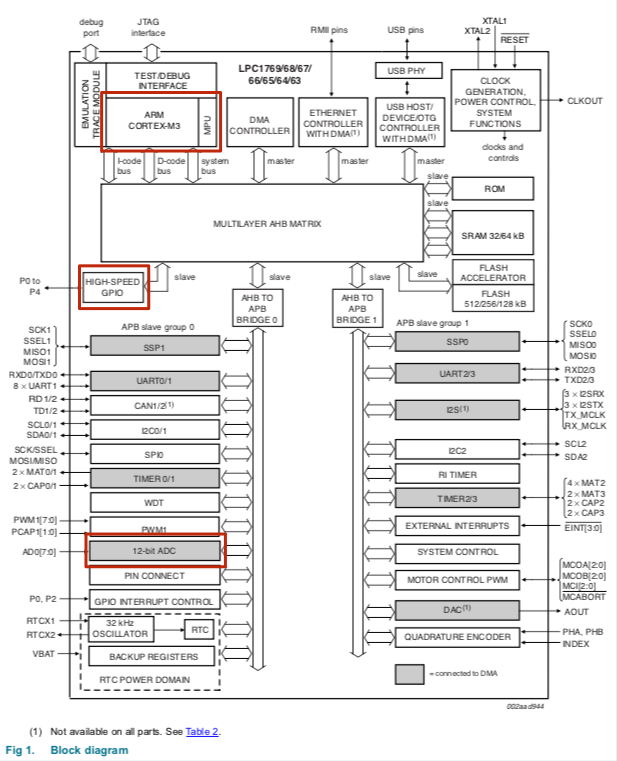 debug
port
JTAG
interface
RMII pins
USB pins
XTAL1
XTAL2
RESET
LPC1769/68/67/
66/65/64/63
EMULATION
TRACE MODULE
TEST/DEBUG
INTERFACE
ARM
CORTEX-M3
MPU
DMA
CONTROLLER
ETHERNET
CONTROLLER
WITH DMA(1)
USB PHY
USB HOST/
DEVICE/OTG
CONTROLLER
WITH DMA(1)
CLOCK
GENERATION,
POWER CONTROL,
SYSTEM
FUNCTIONS
CLKOUT
clocks and
controls
I-code
bus
D-code
bus
system
bus
master
master
master
slave
ROM
MULTILAYER AHB MATRIX
slave
SRAM 32/64 kB
P0 to
P4
HIGH-SPEED
GPIO
slave
slave
slave
slave
FLASH
ACCELERATOR
FLASH
512/256/128 kB
AHB TO
APB
BRIDGE 0
AHB TO
APB
BRIDGE 1
APB slave group 0
SCK1
SSEL1
MISO1
MOSI1
SSP1
RXD0/TXD0
8 × UART1
UART0/1
RD1/2
TD1/2
CAN1/2(1)
SCL0/1
SDA0/1
I2C0/1
SCK/SSEL
MOSI/MISO
SPI0
2 × MAT0/1
2 × CAP0/1
TIMER 0/1
WDT
PWM1[7:0]
PCAP1[1:0]
PWM1
AD0[7:0]
12-bit ADC
PIN CONNECT
P0, P2
GPIO INTERRUPT CONTROL
RTCX1
RTCX2
32 kHz
OSCILLATOR
RTC
VBAT
BACKUP REGISTERS
RTC POWER DOMAIN
APB slave group 1
SSP0
SCK0
SSEL0
MISO0
MOSI0
UART2/3
RXD2/3
TXD2/3
I2S(1)
3 × I2SRX
3 × I2STX
TX_MCLK
RX_MCLK
I2C2
SCL2
SDA2
RI TIMER
TIMER2/3
4 × MAT2
2 × MAT3
2 × CAP2
2 × CAP3
EXTERNAL INTERRUPTS
EINT[3:0]
SYSTEM CONTROL
MOTOR CONTROL PWM
MCOA[2:0]
MCOB[2:0]
MCI[2:0]
MCABORT
DAC(1)
AOUT
QUADRATURE ENCODER
PHA, PHB
INDEX
= connected to DMA
002aad944
(1) Not available on all parts. See Table 2.
Fig 1. Block diagram